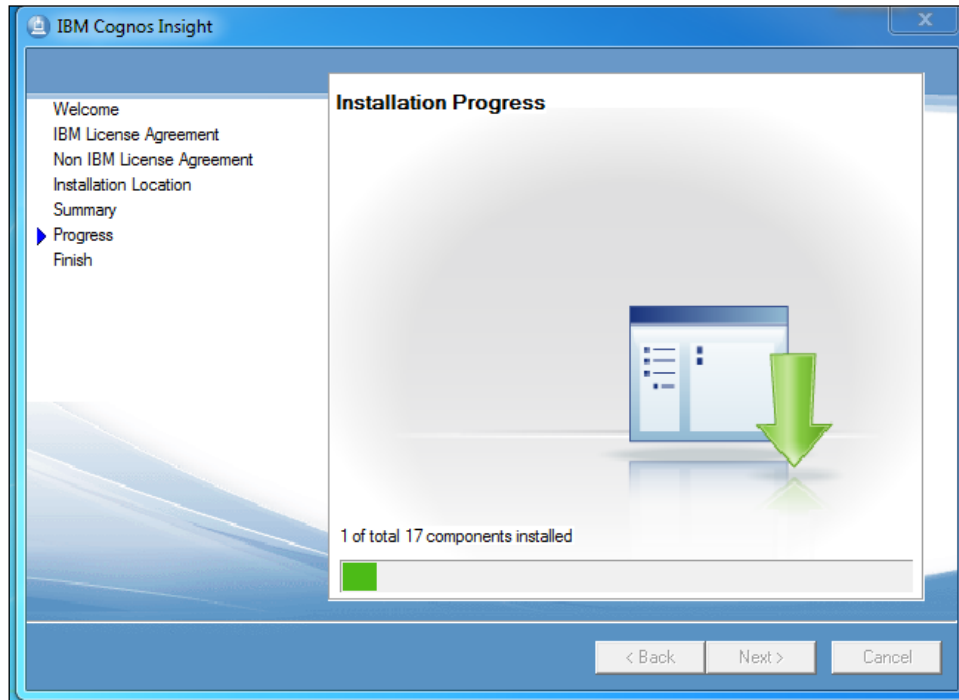 IBM Cognos Insight
X
Welcome
IBM License Agreement
Non IBM License Agreement
Installation Location
Summary
Progress
Finish
Installation Progress
1 of total 17 components installed
< Back
Next >
Cancel